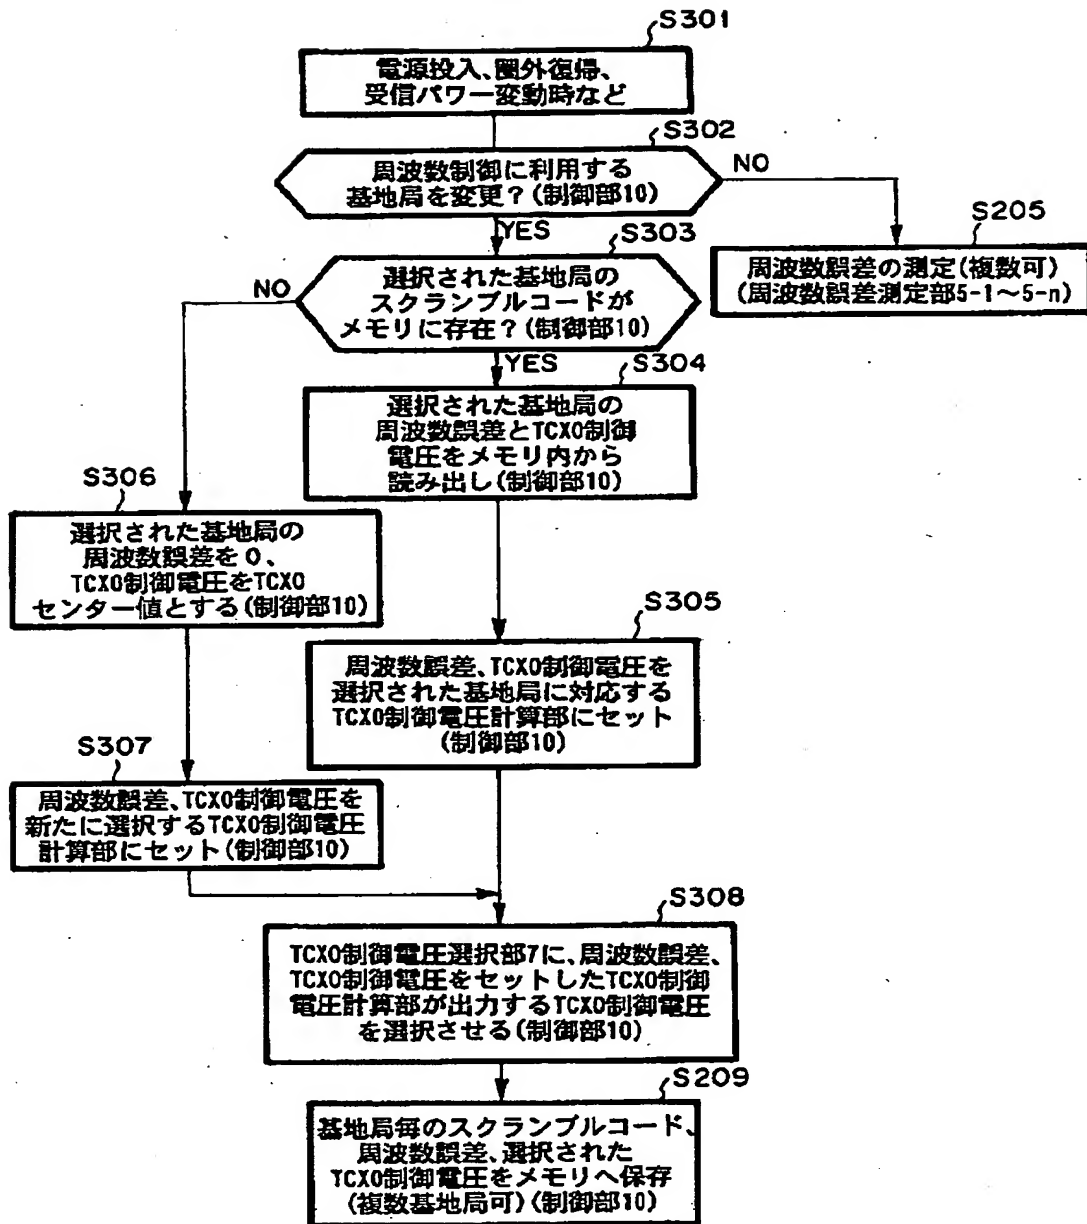 S301
電源投入、圏外復帰、
受信パワー変動時など
S302
周波数制御に利用する
基地局を変更?(制御部10)
NO
YES
S205
周波数誤差の測定(複数可)
(周波数誤差測定部5-1〜5-n)
S303
選択された基地局の
スクランブルコードが
メモリに存在?(制御部10)
NO
YES
S304
選択された基地局の
周波数誤差とTCXO制御
電圧をメモリ内から
読み出し(制御部10)
S306
選択された基地局の
周波数誤差を0、
TCXO制御電圧をTCXO
センター値とする(制御部10)
S305
周波数誤差、TCXO制御電圧を
選択された基地局に対応する
TCXO制御電圧計算部にセット
(制御部10)
S307
周波数誤差、TCXO制御電圧を
新たに選択するTCXO制御電圧
計算部にセット(制御部10)
S308
TCXO制御電圧選択部7に、周波数誤差、
TCXO制御電圧をセットしたTCXO制御
電圧計算部が出力するTCXO制御電圧
を選択させる(制御部10)
S209
基地局毎のスクランブルコード、
周波数誤差、選択された
TCXO制御電圧をメモリへ保存
(複数基地局可)(制御部10)